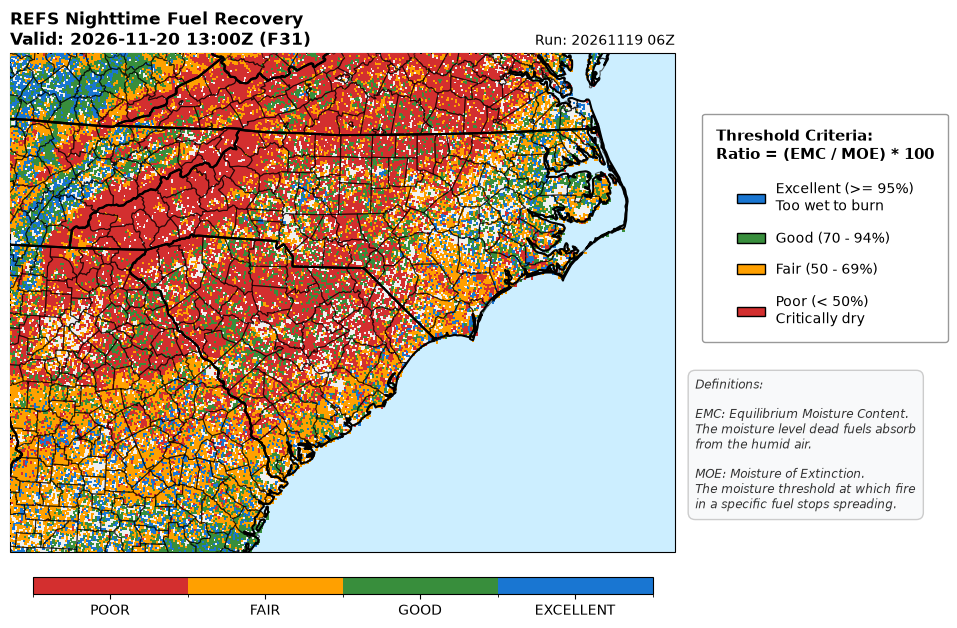 REFS Nighttime Fuel Recovery
Valid: 2026-11-20 13:00Z (F31)
Run: 20261119 06Z
Threshold Criteria:
Ratio = (EMC / MOE) * 100
Excellent (>= 95%)
Too wet to burn
Good (70 - 94%)
Fair (50 - 69%)
Poor (< 50%)
Critically dry
Definitions:
EMC: Equilibrium Moisture Content.
The moisture level dead fuels absorb
from the humid air.
MOE: Moisture of Extinction.
The moisture threshold at which fire
in a specific fuel stops spreading.
POOR
FAIR
GOOD
EXCELLENT